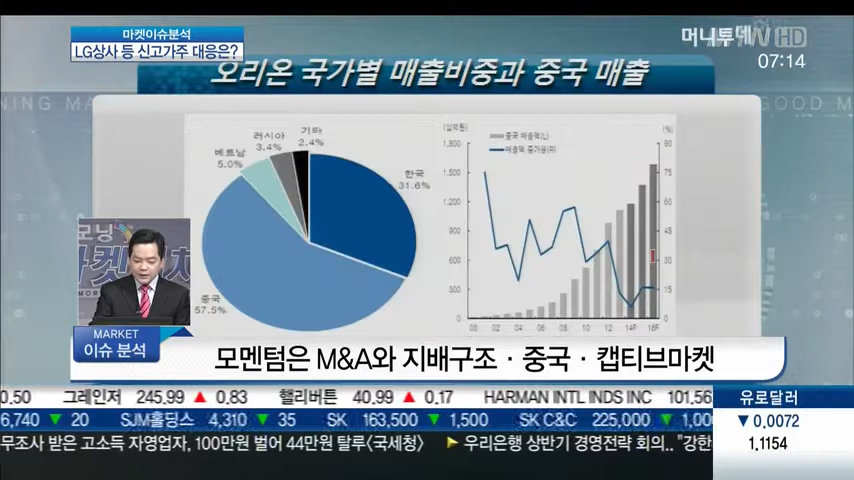 마켓이슈분석
LG상사 등 신고가주 대응은?
머니투데
HD
07:14
오리온 국가별 매출비중과 중국 매출
NING MARK
GOOD M
기타
2.4%
러시아
3.4%
베트남
5.0%
한국
31.6%
중국
57.5%
(십억원)
중국 매출액(L)
매출액 증가율(R)
(%)
1,800
1,500
1,200
900
600
300
0
90
75
60
45
30
15
0
00 02 04 06 08 10 12 14F 16F
모닝
마켓
MARKET
이슈 분석
모멘텀은 M&A와 지배구조 · 중국 · 캡티브마켓
0.50 그레인저 245.99 ▲ 0.83 핼리버튼 40.99 ▲ 0.17 HARMAN INTL INDS INC 101.56
6,740 ▼ 20 SJM홀딩스 4,310 ▼ 35 SK 163,500 ▼ 1,500 SK C&C 225,000 ▼ 1,00
무조사 받은 고소득 자영업자, 100만원 벌어 44만원 탈루<국세청> ▶ 우리은행 상반기 경영전략 회의.. "강한
유로달러
▼ 0,0072
1,1154